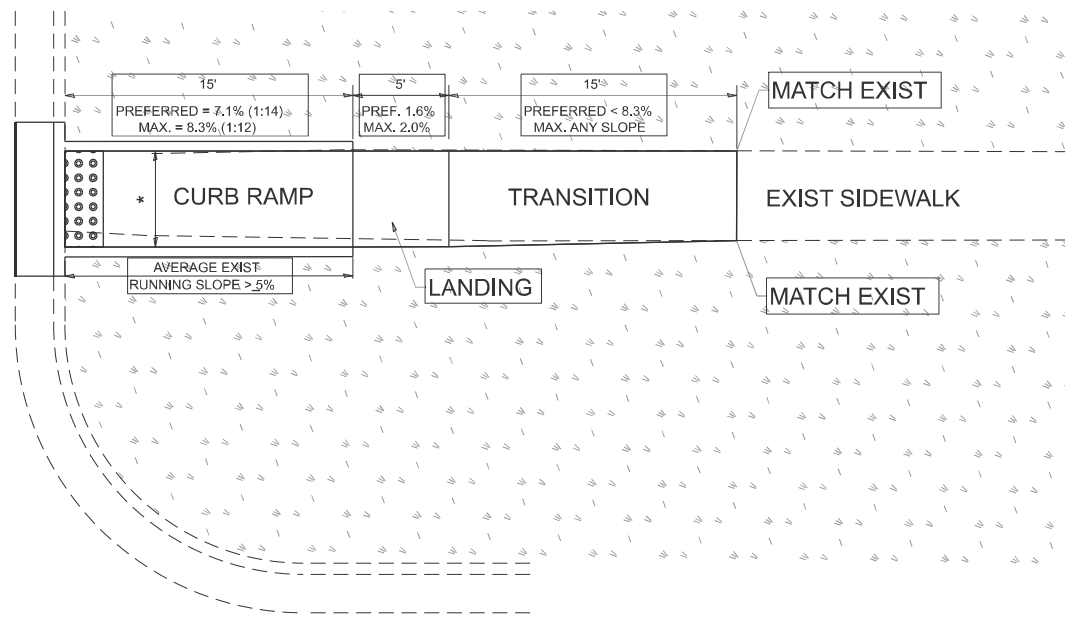 15'
PREFERRED = 7.1% (1:14)
MAX. = 8.3% (1:12)
5'
PREF. 1.6%
MAX. 2.0%
15'
PREFERRED < 8.3%
MAX. ANY SLOPE
MATCH EXIST
*
CURB RAMP
TRANSITION
EXIST SIDEWALK
AVERAGE EXIST
RUNNING SLOPE > 5%
LANDING
MATCH EXIST